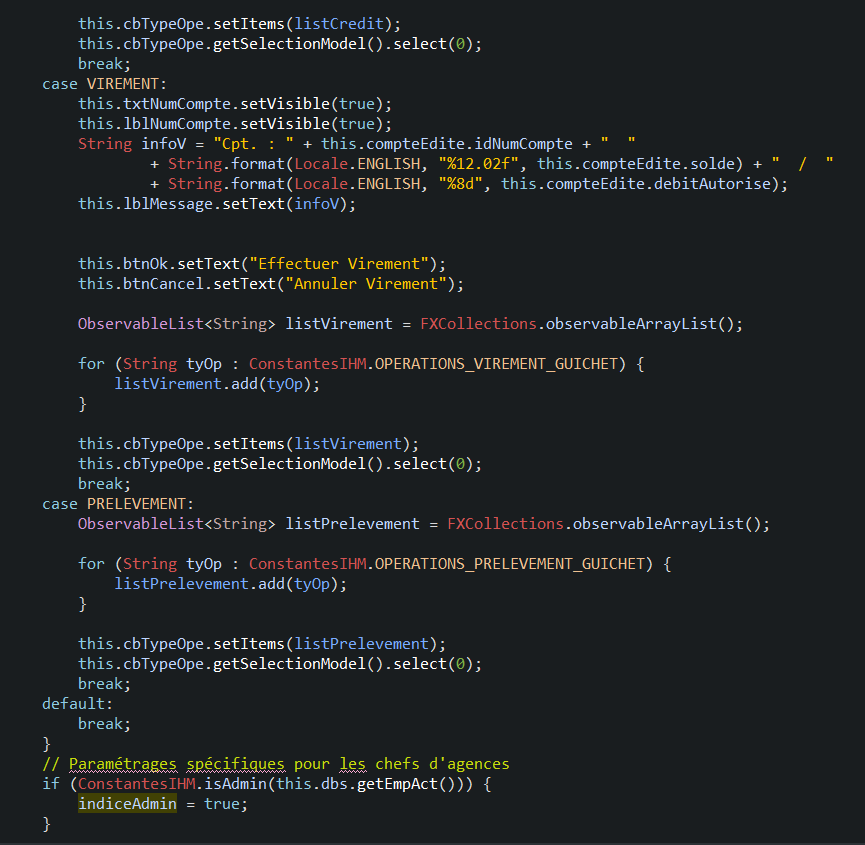 this.cbTypeOpe.setItems(listCredit);
this.cbTypeOpe.getSelectionModel().select(0);
break;
case VIREMENT:
this.txtNumCompte.setVisible(true);
this.lblNumCompte.setVisible(true);
String infoV = "Cpt. : " + this.compteEdite.idNumCompte + "  "
+ String.format(Locale.ENGLISH, "%12.02f", this.compteEdite.solde) + "  /  "
+ String.format(Locale.ENGLISH, "%8d", this.compteEdite.debitAutorise);
this.lblMessage.setText(infoV);
this.btnOk.setText("Effectuer Virement");
this.btnCancel.setText("Annuler Virement");
ObservableList<String> listVirement = FXCollections.observableArrayList();
for (String tyOp : ConstantesIHM.OPERATIONS_VIREMENT_GUICHET) {
listVirement.add(tyOp);
}
this.cbTypeOpe.setItems(listVirement);
this.cbTypeOpe.getSelectionModel().select(0);
break;
case PRELEVEMENT:
ObservableList<String> listPrelevement = FXCollections.observableArrayList();
for (String tyOp : ConstantesIHM.OPERATIONS_PRELEVEMENT_GUICHET) {
listPrelevement.add(tyOp);
}
this.cbTypeOpe.setItems(listPrelevement);
this.cbTypeOpe.getSelectionModel().select(0);
break;
default:
break;
}
// Paramétrages spécifiques pour les chefs d'agences
if (ConstantesIHM.isAdmin(this.dbs.getEmpAct())) {
indiceAdmin = true;
}